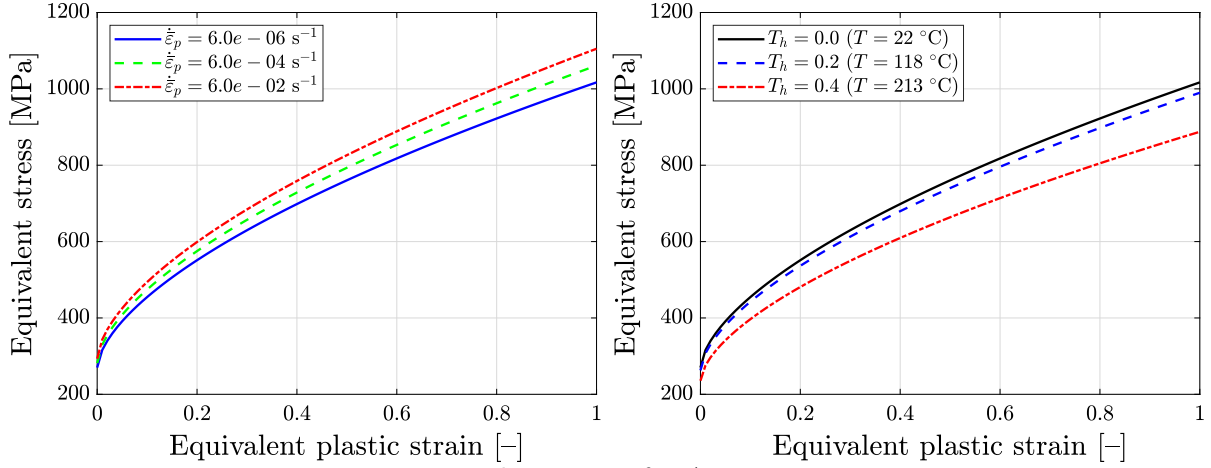 1200
1000
800
600
400
200
Equivalent stress [MPa]
ε̄̇ₚ = 6.0e − 06 s⁻¹
ε̄̇ₚ = 6.0e − 04 s⁻¹
ε̄̇ₚ = 6.0e − 02 s⁻¹
0 0.2 0.4 0.6 0.8 1
Equivalent plastic strain [–]
1200
1000
800
600
400
200
Equivalent stress [MPa]
Tₕ = 0.0 (T = 22 °C)
Tₕ = 0.2 (T = 118 °C)
Tₕ = 0.4 (T = 213 °C)
0 0.2 0.4 0.6 0.8 1
Equivalent plastic strain [–]